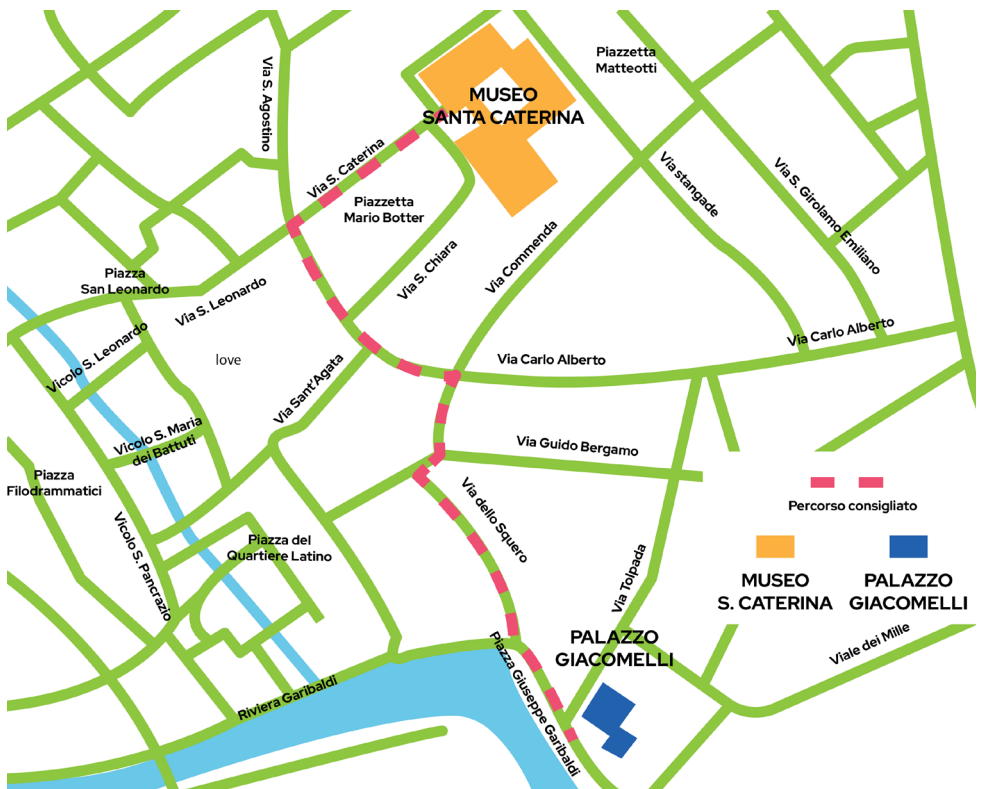 Piazzetta
Matteotti
Via S. Agostino
MUSEO
SANTA CATERINA
Via S. Caterina
Via stangade
Via S. Girolamo Emiliano
Piazzetta
Mario Botter
Via S. Chiara
Via Commenda
Piazza
San Leonardo
Via S. Leonardo
Vicolo S. Leonardo
love
Via Carlo Alberto
Via Carlo Alberto
Via Sant'Agata
Vicolo S. Maria
dei Battuti
Via Guido Bergamo
Piazza
Filodrammatici
Via dello Squero
Percorso consigliato
Vicolo S. Pancrazio
Piazza del
Quartiere Latino
Via Tolpada
MUSEO
S. CATERINA
PALAZZO
GIACOMELLI
PALAZZO
GIACOMELLI
Viale dei Mille
Riviera Garibaldi
Piazza Giuseppe Garibaldi